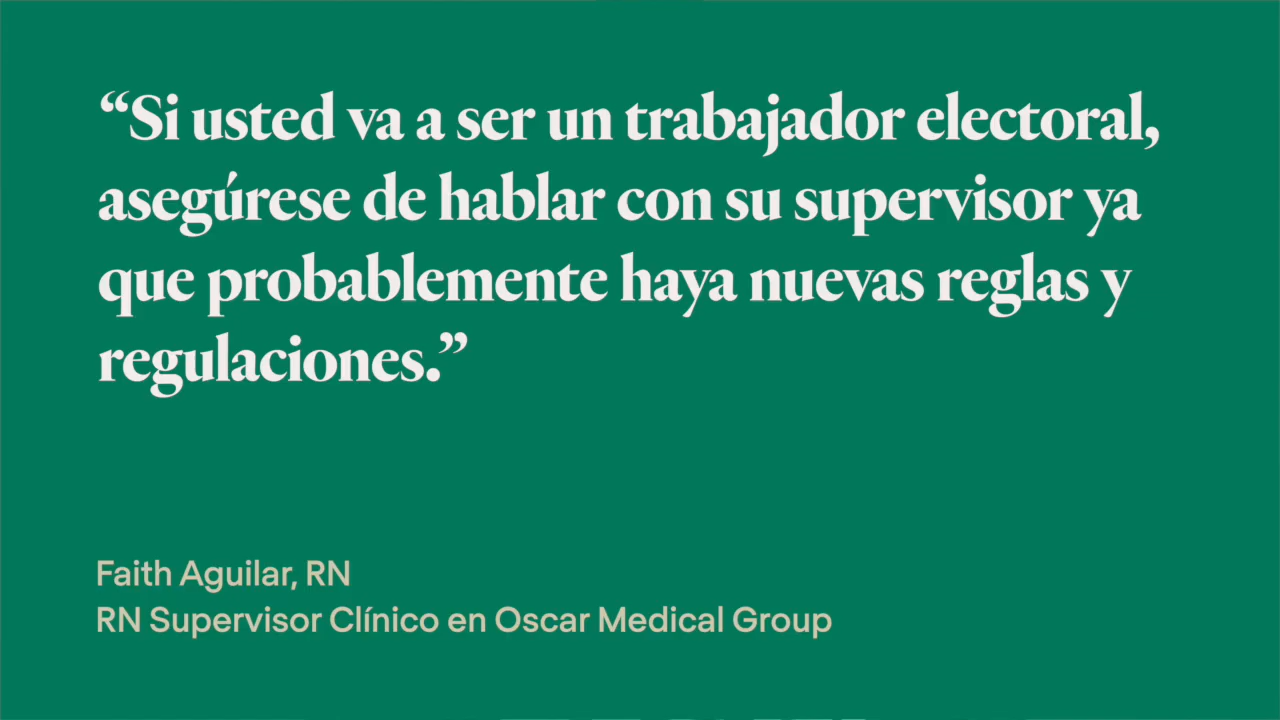 “Si usted va a ser un trabajador electoral,
asegúrese de hablar con su supervisor ya
que probablemente haya nuevas reglas y
regulaciones.”
Faith Aguilar, RN
RN Supervisor Clínico en Oscar Medical Group